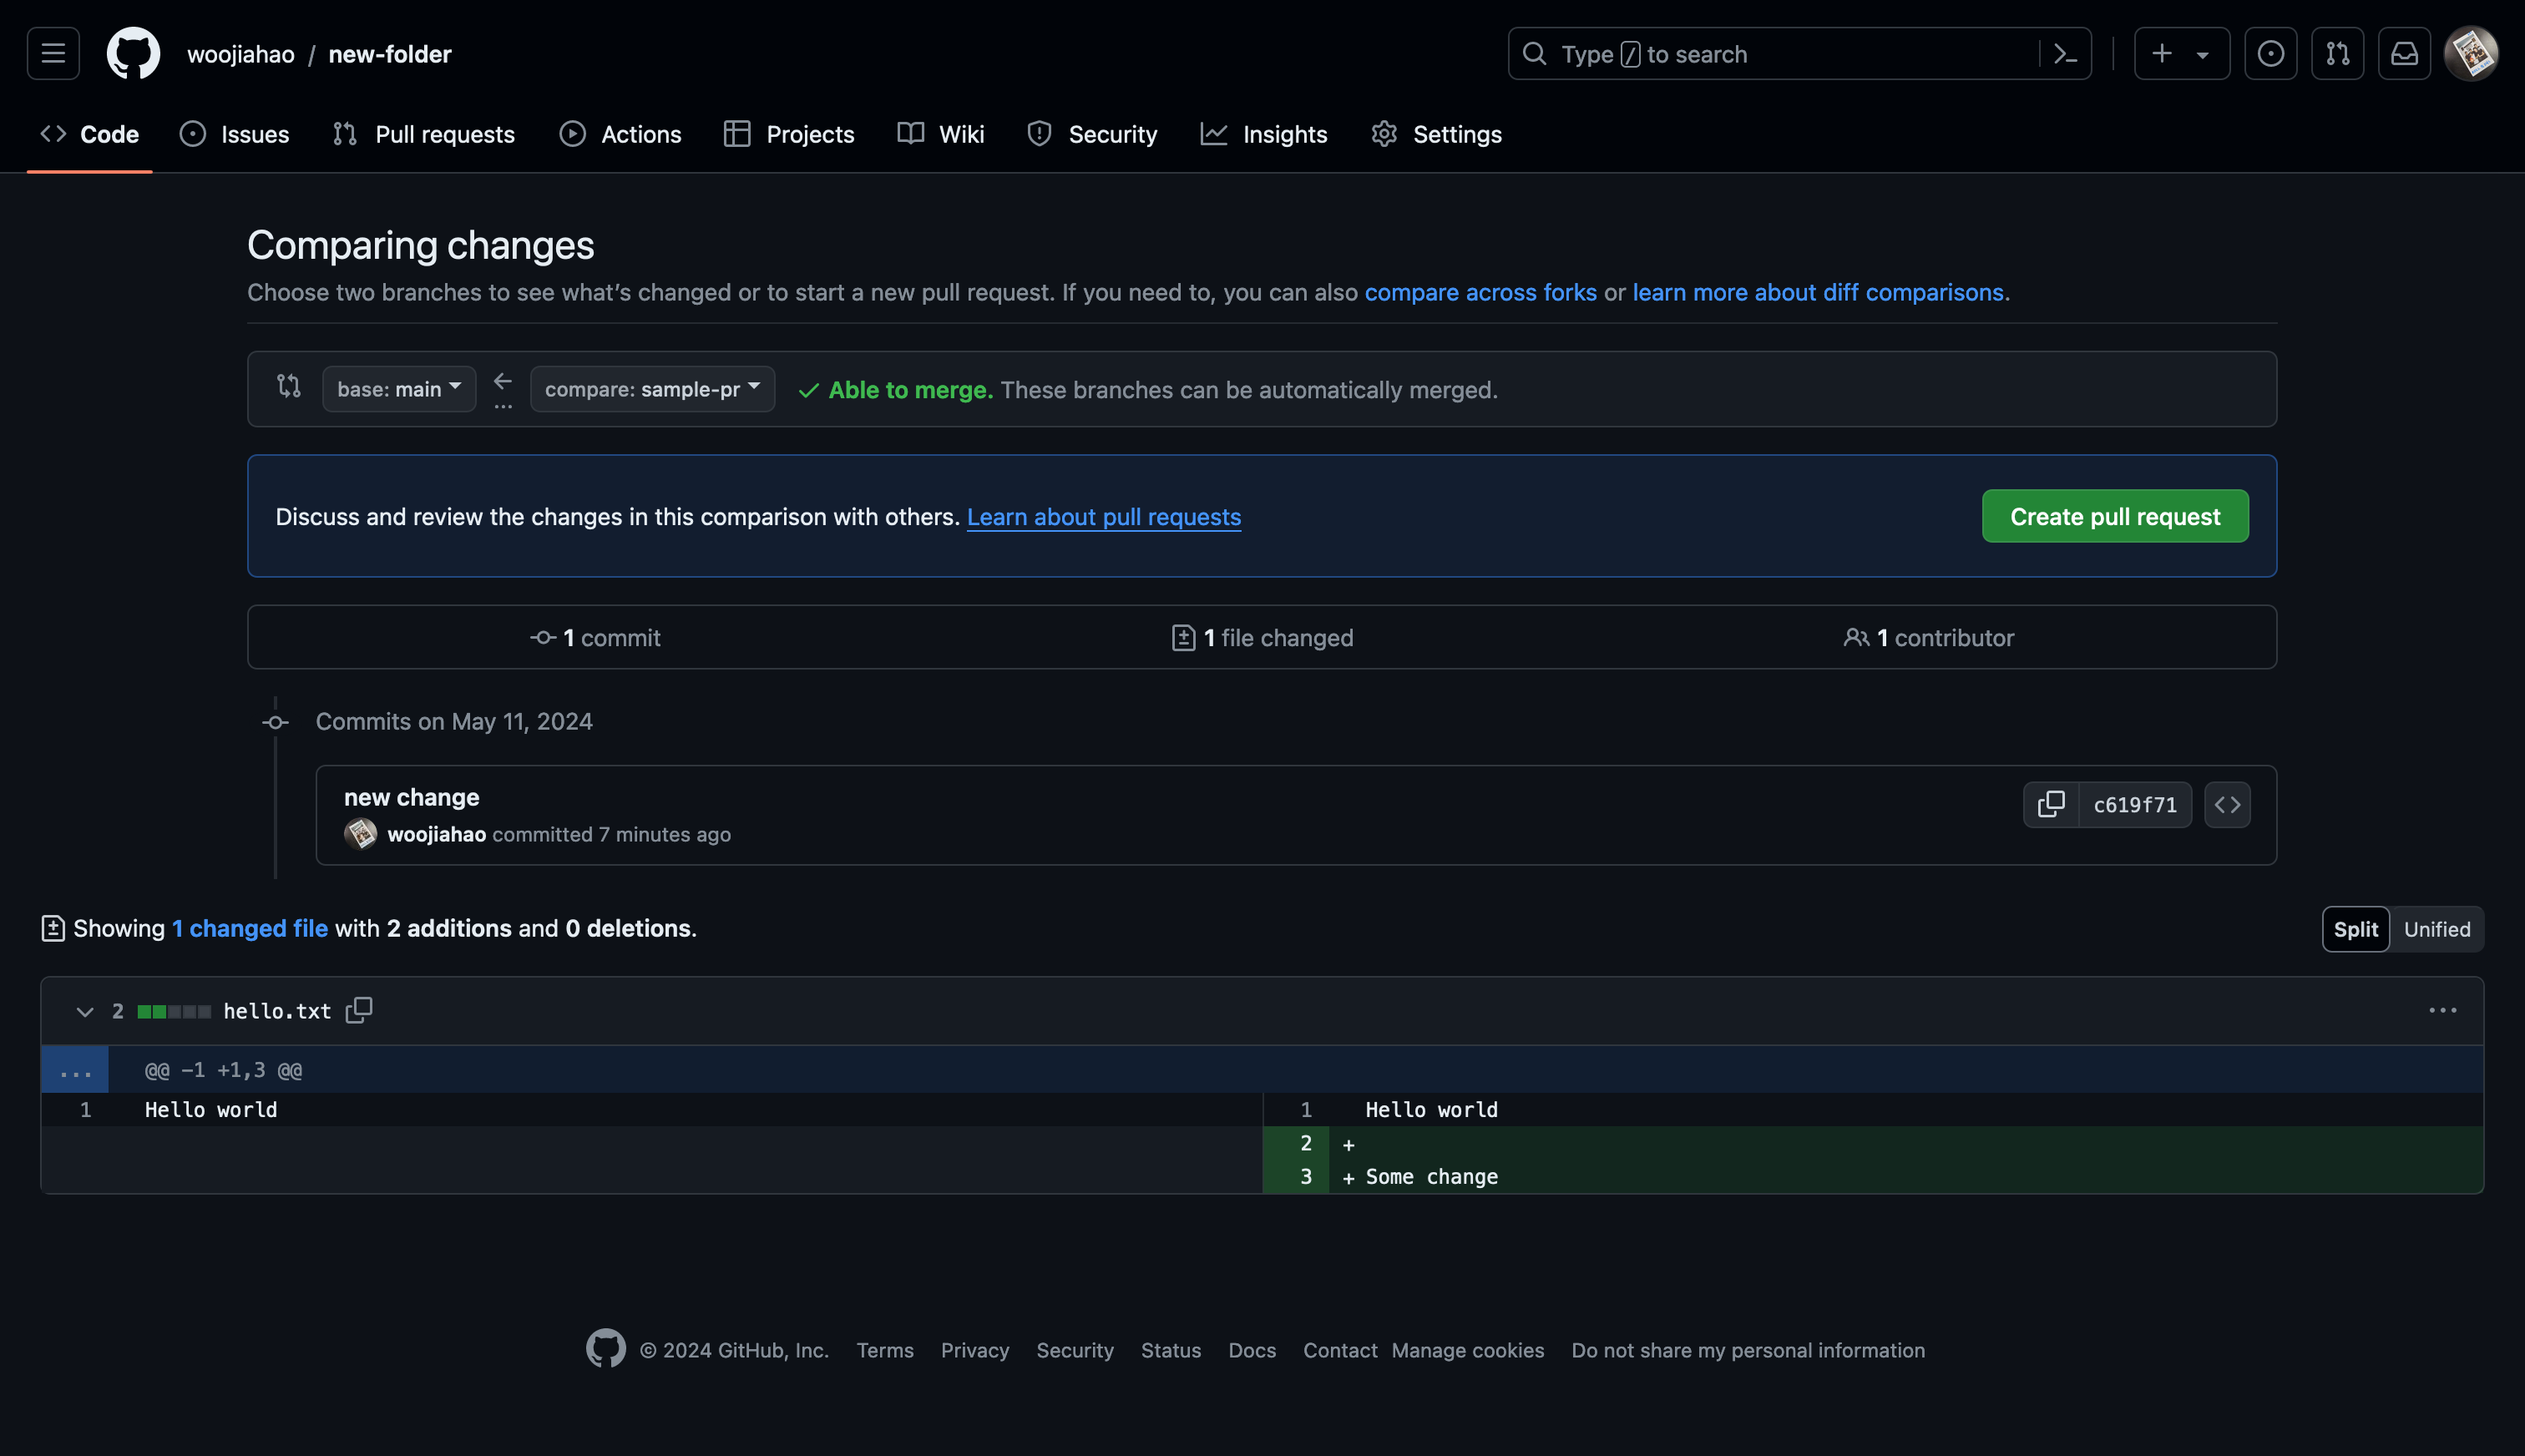 woojiahao / new-folder
Type / to search
Code Issues Pull requests Actions Projects Wiki Security Insights Settings
Comparing changes
Choose two branches to see what’s changed or to start a new pull request. If you need to, you can also compare across forks or learn more about diff comparisons.
base: main ← ... compare: sample-pr ✓ Able to merge. These branches can be automatically merged.
Discuss and review the changes in this comparison with others. Learn about pull requests Create pull request
1 commit 1 file changed 1 contributor
Commits on May 11, 2024
new change
woojiahao committed 7 minutes ago
c619f71
Showing 1 changed file with 2 additions and 0 deletions.
Split Unified
2 hello.txt
... @@ -1 +1,3 @@
1 Hello world 1 Hello world
2 +
3 + Some change
© 2024 GitHub, Inc. Terms Privacy Security Status Docs Contact Manage cookies Do not share my personal information